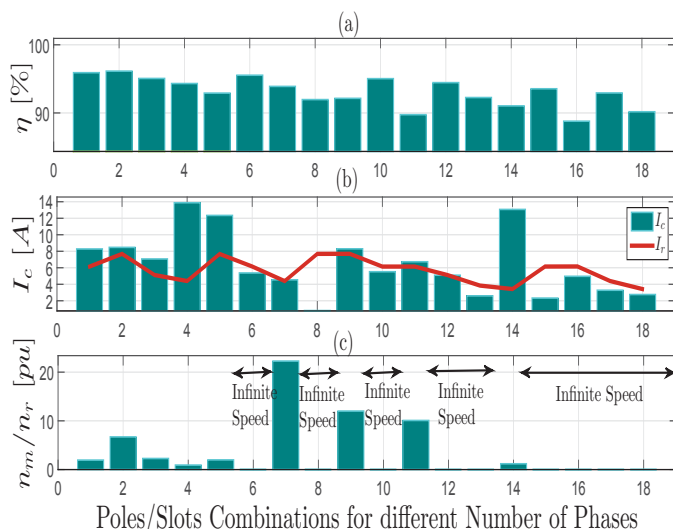 (a)
η [%]
100
90
0 2 4 6 8 10 12 14 16 18
(b)
I_c [A]
14
12
10
8
6
4
2
I_c
I_r
0 2 4 6 8 10 12 14 16 18
(c)
n_m/n_r [pu]
20
10
0
Infinite Speed
Infinite Speed
Infinite Speed
Infinite Speed
Infinite Speed
0 2 4 6 8 10 12 14 16 18
Poles/Slots Combinations for different Number of Phases